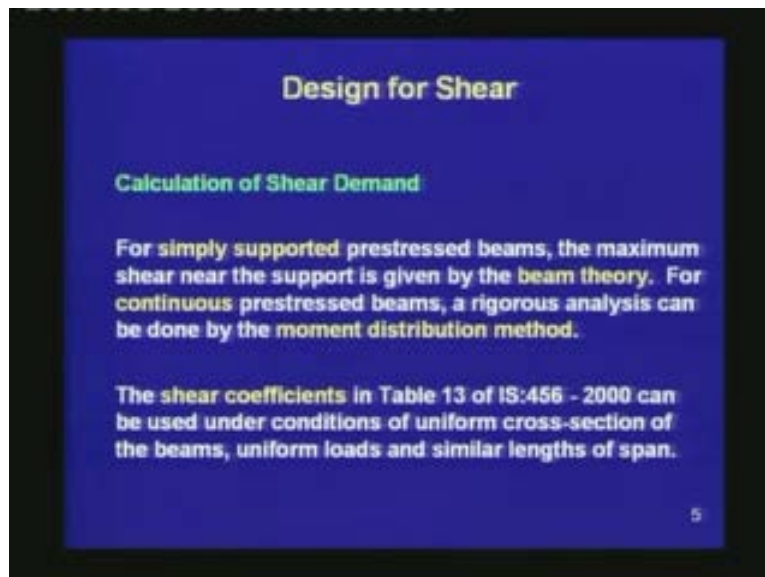 Design for Shear
Calculation of Shear Demand
For simply supported prestressed beams, the maximum
shear near the support is given by the beam theory. For
continuous prestressed beams, a rigorous analysis can
be done by the moment distribution method.
The shear coefficients in Table 13 of IS:456 - 2000 can
be used under conditions of uniform cross-section of
the beams, uniform loads and similar lengths of span.
5